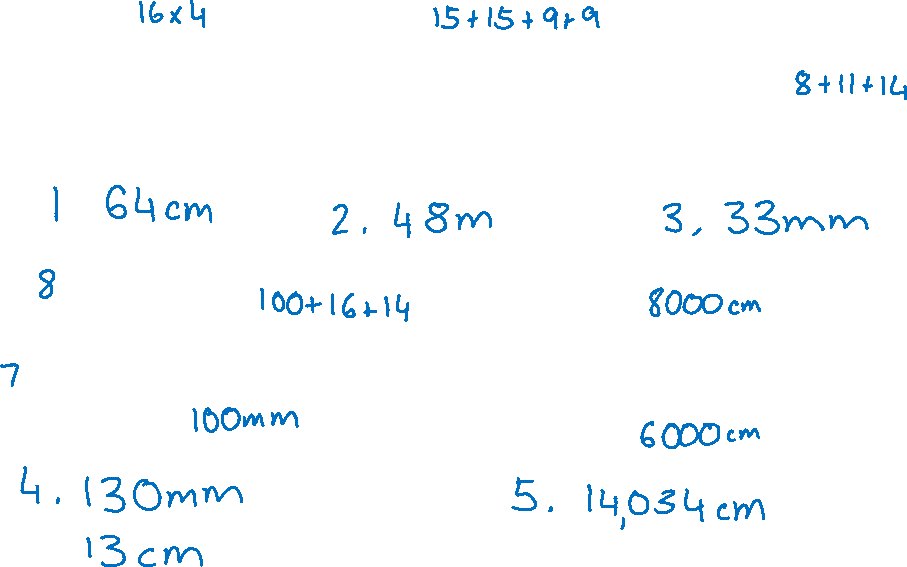 16x4
15+15+9+9
8+11+14
1 64cm
2. 48m
3. 33mm
8
100+16+14
8000cm
7
100mm
6000cm
4. 130mm
13cm
5. 14,034cm